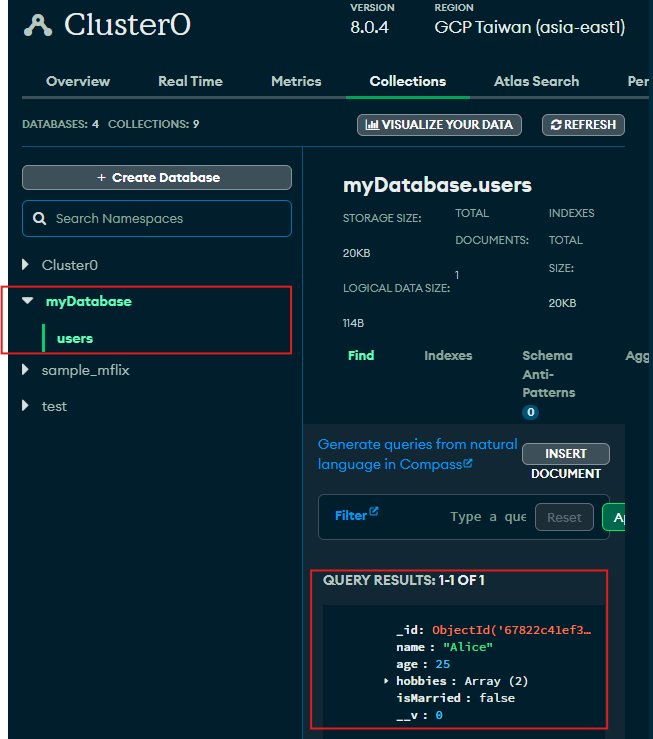 Cluster0
VERSION
8.0.4
REGION
GCP Taiwan (asia-east1)
Overview
Real Time
Metrics
Collections
Atlas Search
DATABASES: 4 COLLECTIONS: 9
VISUALIZE YOUR DATA
REFRESH
+ Create Database
Search Namespaces
Cluster0
myDatabase
users
sample_mflix
test
myDatabase.users
STORAGE SIZE:
20KB
TOTAL
DOCUMENTS:
1
INDEXES
TOTAL
SIZE:
20KB
LOGICAL DATA SIZE:
114B
Find
Indexes
Schema
Anti-
Patterns
0
Agg
Generate queries from natural
language in Compass
INSERT
DOCUMENT
Filter
Type a que
Reset
QUERY RESULTS: 1-1 OF 1
_id: ObjectId('67822c41ef3…
name: "Alice"
age: 25
hobbies: Array (2)
isMarried: false
__v: 0